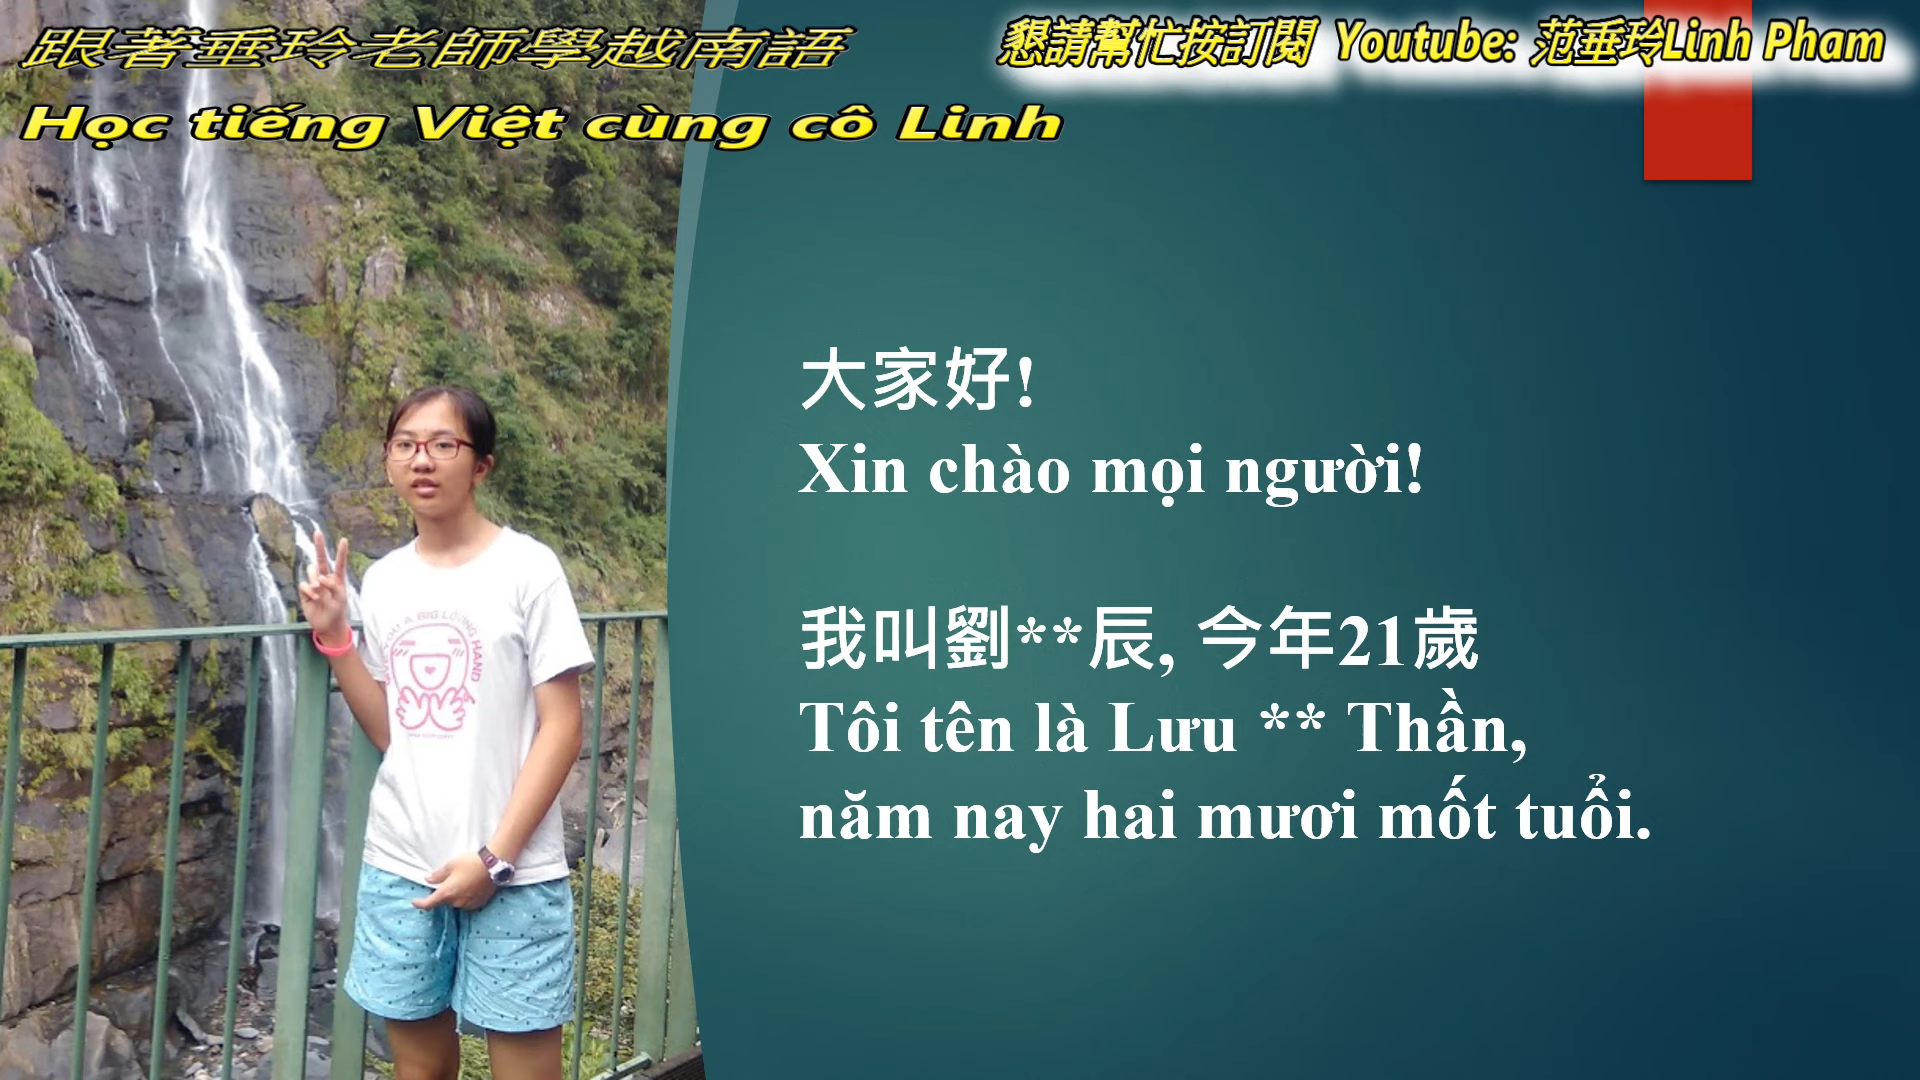 跟著垂玲老師學越南語
懇請幫忙按訂閱 Youtube: 范垂玲Linh Pham
Học tiếng Việt cùng cô Linh
大家好!
Xin chào mọi người!
我叫劉**辰, 今年21歲
Tôi tên là Lưu ** Thần,
năm nay hai mươi mốt tuổi.
A BIG LOVING HAND